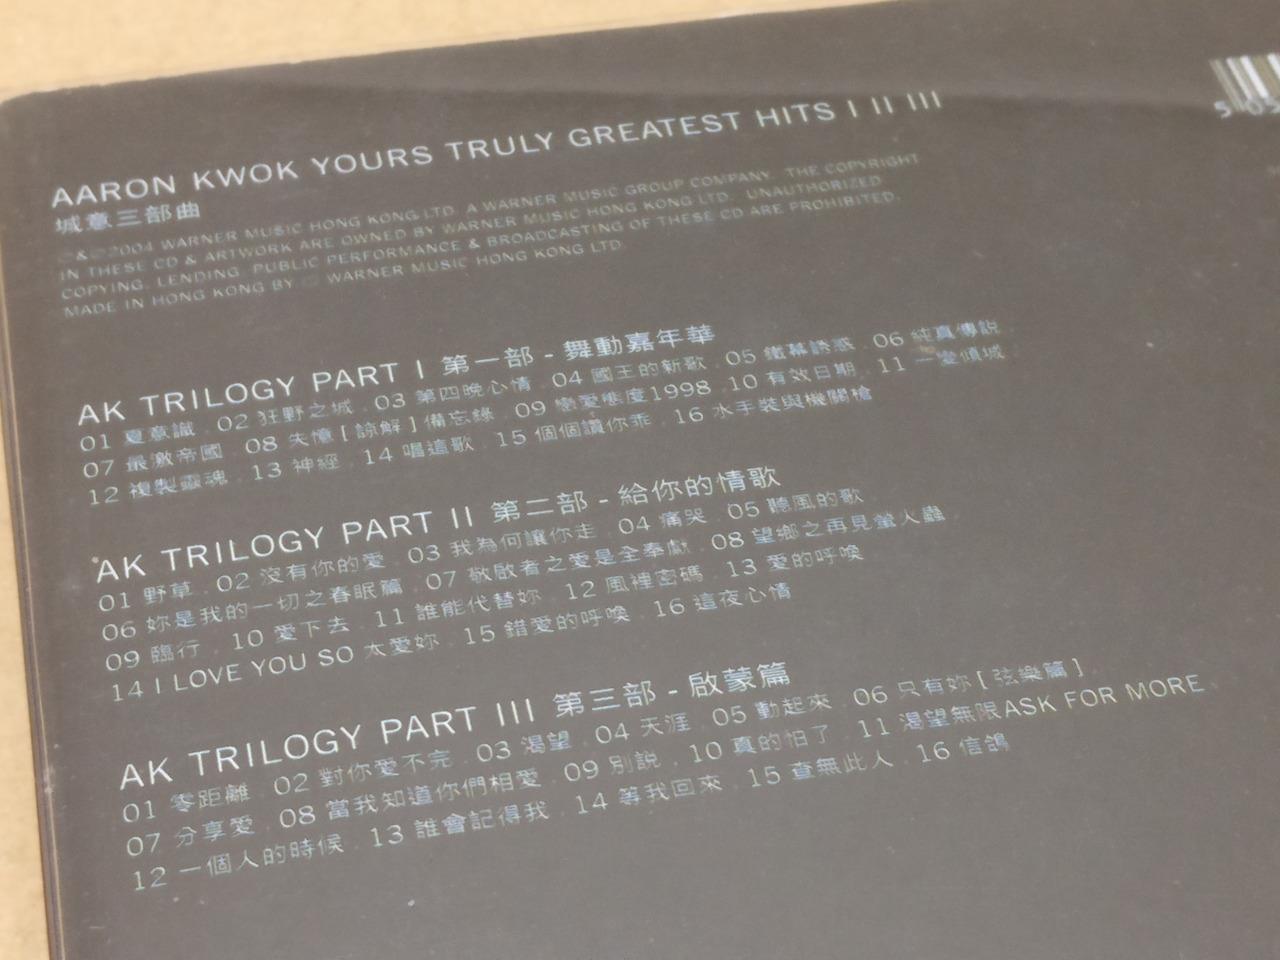 AARON KWOK YOURS TRULY GREATEST HITS I II III
城意三部曲
℗&©2004 WARNER MUSIC HONG KONG LTD. A WARNER MUSIC GROUP COMPANY. THE COPYRIGHT
IN THESE CD & ARTWORK ARE OWNED BY WARNER MUSIC HONG KONG LTD. UNAUTHORIZED
COPYING, LENDING, PUBLIC PERFORMANCE & BROADCASTING OF THESE CD ARE PROHIBITED.
MADE IN HONG KONG BY WARNER MUSIC HONG KONG LTD.
AK TRILOGY PART I 第一部 - 舞動嘉年華
01 夏意識 . 02 狂野之城 . 03 第四晚心情 . 04 國王的新歌 . 05 鐵幕誘惑 . 06 純真傳說 .
07 最激帝國 . 08 失憶 [ 諒解 ] 備忘錄 . 09 戀愛態度1998 . 10 有效日期 . 11 一變傾城 .
12 複製靈魂 . 13 神經 . 14 唱這歌 . 15 個個讚你乖 . 16 水手裝與機關槍
AK TRILOGY PART II 第二部 - 給你的情歌
01 野草 . 02 沒有你的愛 . 03 我為何讓你走 . 04 痛哭 . 05 聽風的歌 .
06 妳是我的一切之春眠篇 . 07 敬啟者之愛是全奉獻 . 08 望鄉之再見螢火蟲 .
09 臨行 . 10 愛下去 . 11 誰能代替妳 . 12 風裡密碼 . 13 愛的呼喚 .
14 I LOVE YOU SO 太愛妳 . 15 錯愛的呼喚 . 16 這夜心情
AK TRILOGY PART III 第三部 - 啟蒙篇
01 零距離 . 02 對你愛不完 . 03 渴望 . 04 天涯 . 05 動起來 . 06 只有妳 [ 弦樂篇 ] .
07 分享愛 . 08 當我知道你們相愛 . 09 別說 . 10 真的怕了 . 11 渴望無限ASK FOR MORE .
12 一個人的時候 . 13 誰會記得我 . 14 等我回來 . 15 查無此人 . 16 信鴿